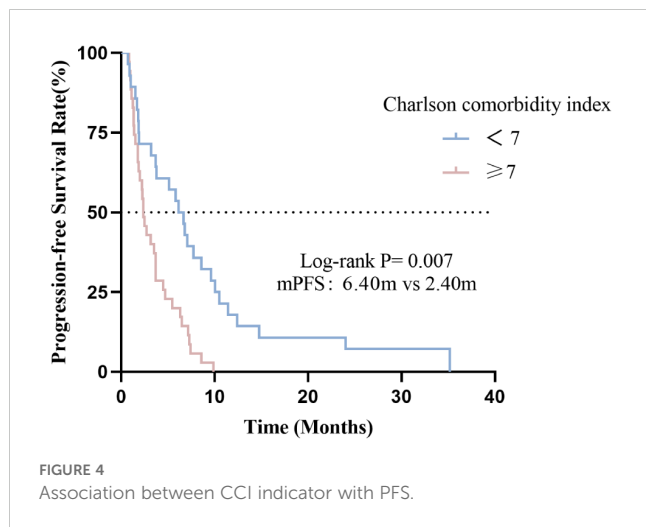 100
75
50
25
0
0
10
20
30
40
Progression-free Survival Rate(%)
Time (Months)
Charlson comorbidity index
< 7
⩾7
Log-rank P= 0.007
mPFS: 6.40m vs 2.40m
FIGURE 4
Association between CCI indicator with PFS.